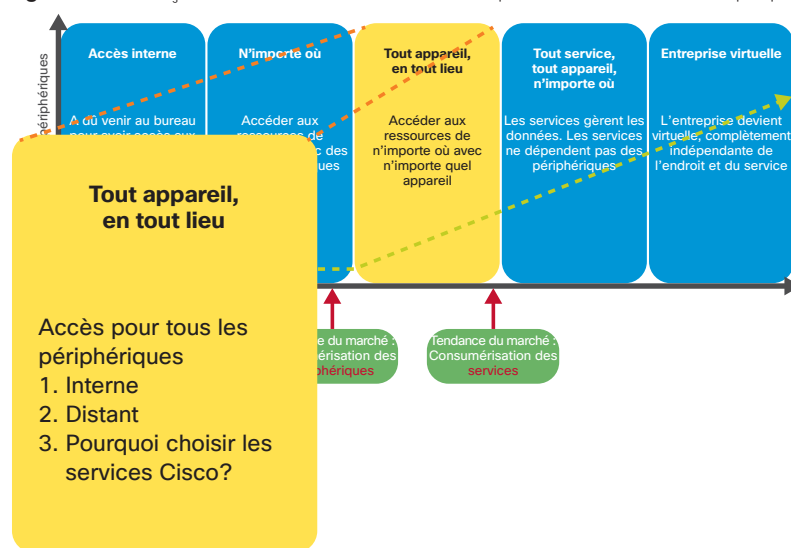 périphériques
Accès interne
A dû venir au bureau
N'importe où
Accéder aux
Tout appareil,
en tout lieu
Accéder aux
ressources de
n'importe où avec
n'importe quel
appareil
Tout service,
tout appareil,
n'importe où
Les services gèrent les
données. Les services
ne dépendent pas des
périphériques
Entreprise virtuelle
L'entreprise devient
virtuelle, complètement
indépendante de
l'endroit et du service
Tout appareil,
en tout lieu
Accès pour tous les
périphériques
1. Interne
2. Distant
3. Pourquoi choisir les
services Cisco?
du marché :
des
Tendance du marché :
Consumérisation des
services